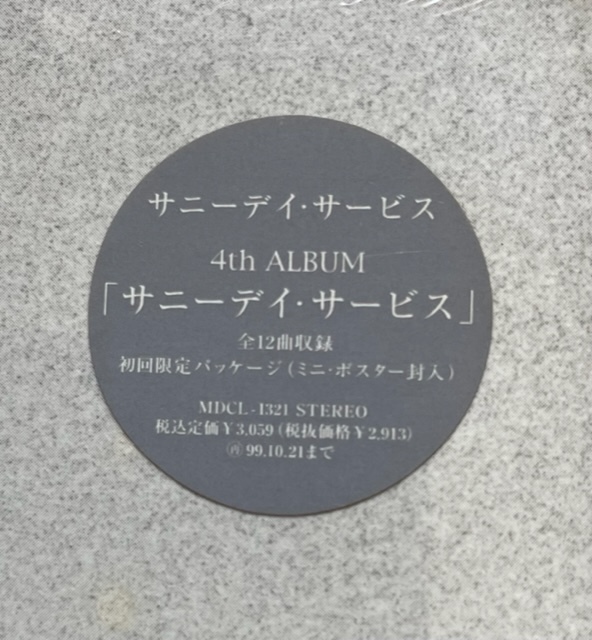 サニーデイ·サービス
4th ALBUM
「サニーデイ·サービス」
全12曲収録
初回限定パッケージ(ミニ·ポスター封入)
MDCL-1321 STEREO
税込定価¥3,059(税抜価格¥2,913)
㋐99.10.21まで